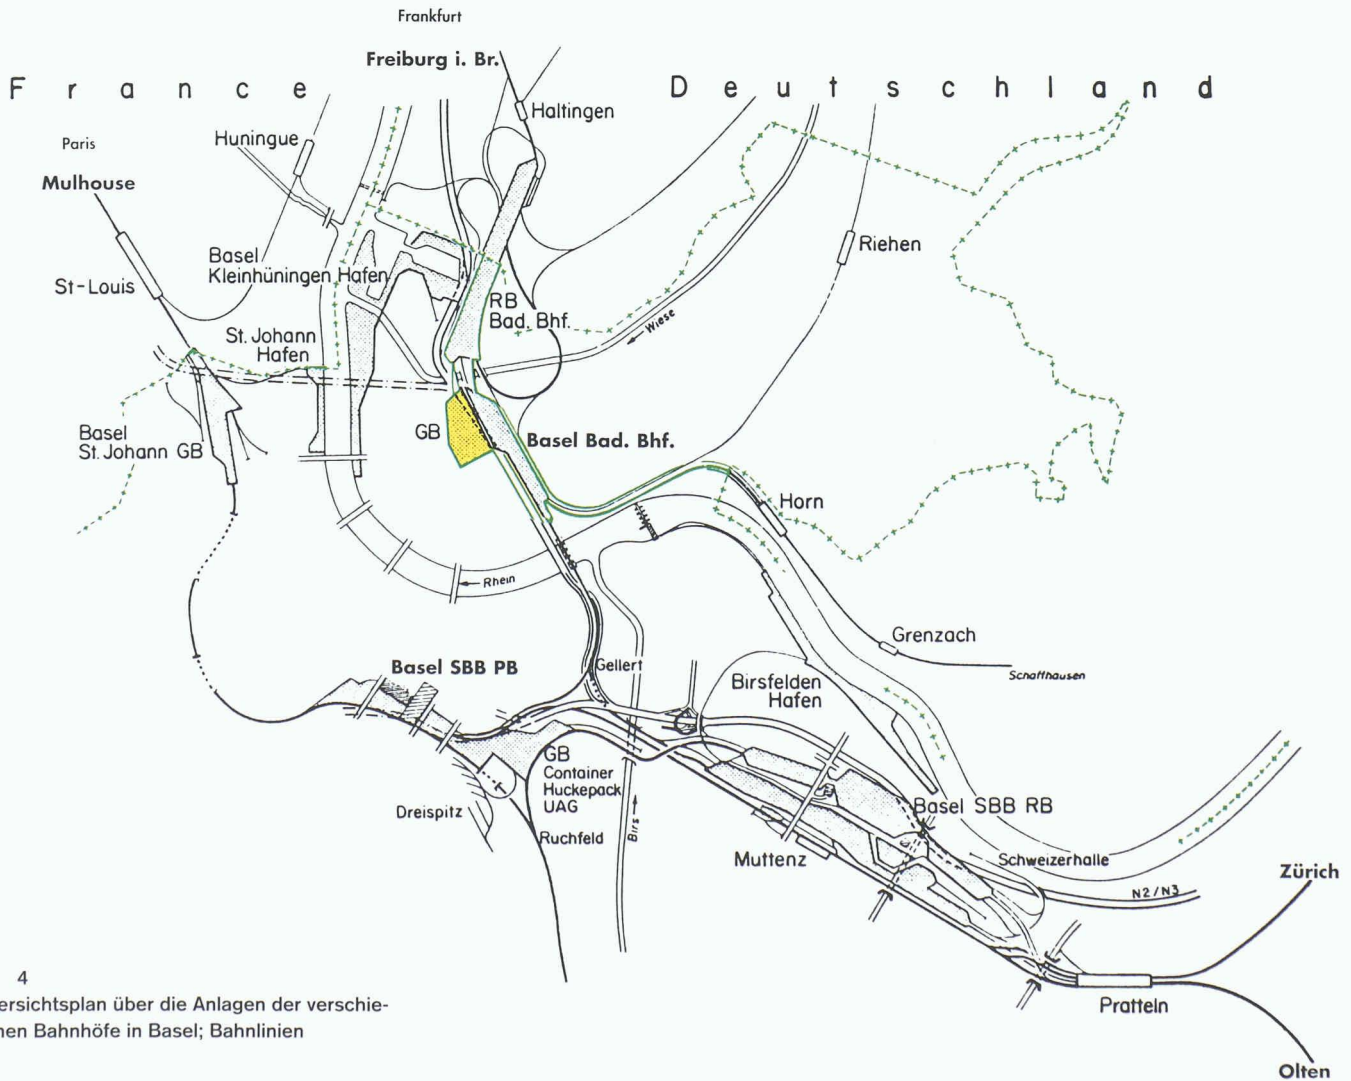 Frankfurt
Freiburg i. Br.
France
Deutschland
Haltingen
Huningue
Paris
Mulhouse
Riehen
Basel
Kleinhüningen Hafen
St-Louis
RB
Bad. Bhf.
Wiese
St. Johann
Hafen
GB
Basel Bad. Bhf.
Basel
St. Johann GB
Horn
Rhein
Grenzach
Schaffhausen
Basel SBB PB
Gellert
Birsfelden
Hafen
GB
Container
Huckepack
UAG
Dreispitz
Ruchfeld
Birs
Basel SBB RB
Muttenz
Schweizerhalle
N2/N3
Zürich
Pratteln
Olten
4
ersichtsplan über die Anlagen der verschie-
nen Bahnhöfe in Basel; Bahnlinien